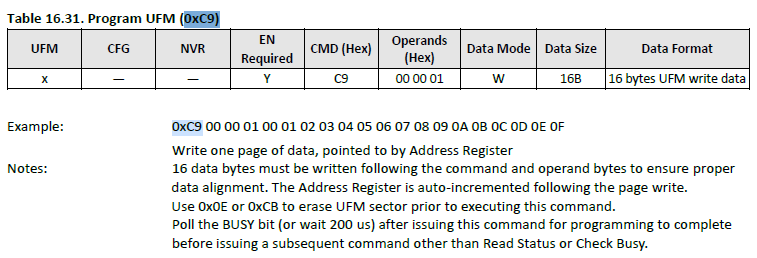 Table 16.31. Program UFM (0xC9)
UFM CFG NVR EN Required CMD (Hex) Operands (Hex) Data Mode Data Size Data Format
x — — Y C9 00 00 01 W 16B 16 bytes UFM write data
Example: 0xC9 00 00 01 00 01 02 03 04 05 06 07 08 09 0A 0B 0C 0D 0E 0F
Write one page of data, pointed to by Address Register
Notes: 16 data bytes must be written following the command and operand bytes to ensure proper
data alignment. The Address Register is auto-incremented following the page write.
Use 0x0E or 0xCB to erase UFM sector prior to executing this command.
Poll the BUSY bit (or wait 200 us) after issuing this command for programming to complete
before issuing a subsequent command other than Read Status or Check Busy.